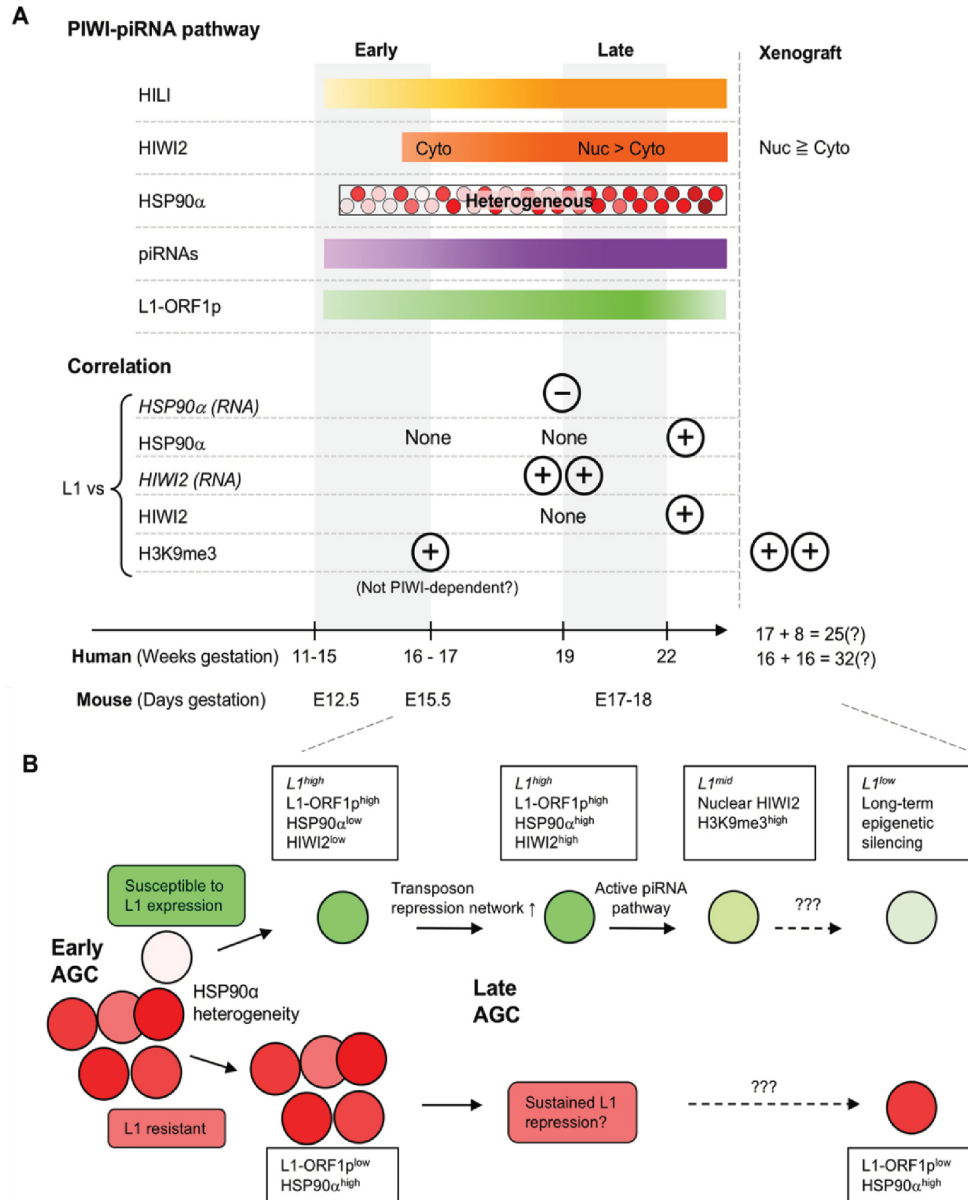 A
PIWI-piRNA pathway
Early
Late
Xenograft
HILI
HIWI2
Cyto
Nuc > Cyto
Nuc ≧ Cyto
HSP90α
Heterogeneous
piRNAs
L1-ORF1p
Correlation
HSP90α (RNA)
−
HSP90α
None
None
+
L1 vs
HIWI2 (RNA)
+ +
HIWI2
None
+
H3K9me3
+
+ +
(Not PIWI-dependent?)
Human (Weeks gestation)
11-15
16 - 17
19
22
17 + 8 = 25(?)
16 + 16 = 32(?)
Mouse (Days gestation)
E12.5
E15.5
E17-18
B
L1high
L1-ORF1phigh
HSP90αlow
HIWI2low
L1high
L1-ORF1phigh
HSP90αhigh
HIWI2high
L1mid
Nuclear HIWI2
H3K9me3high
L1low
Long-term
epigenetic
silencing
Susceptible to
L1 expression
Transposon
repression network ↑
Active piRNA
pathway
???
Early
AGC
HSP90α
heterogeneity
Late
AGC
L1 resistant
Sustained L1
repression?
???
L1-ORF1plow
HSP90αhigh
L1-ORF1plow
HSP90αhigh